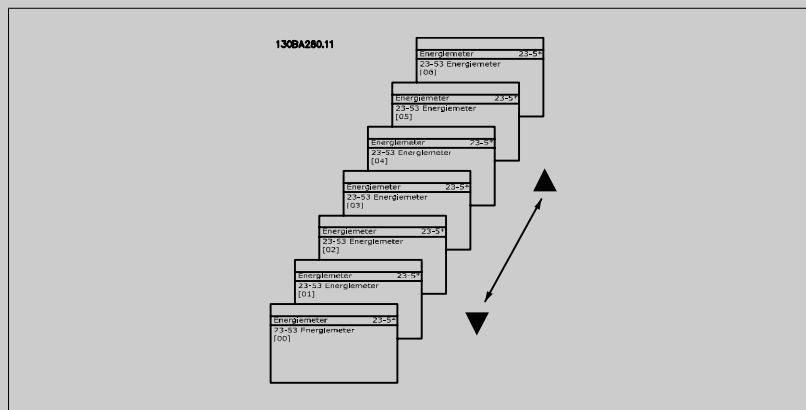 130BA280.11
Energiemeter 23-5*
23-53 Energiemeter
[06]
Energiemeter 23-5*
23-53 Energiemeter
[05]
Energiemeter 23-5*
23-53 Energiemeter
[04]
Energiemeter 23-5*
23-53 Energiemeter
[03]
Energiemeter 23-5*
23-53 Energiemeter
[02]
Energiemeter 23-5*
23-53 Energiemeter
[01]
Energiemeter 23-5*
23-53 Energiemeter
[00]